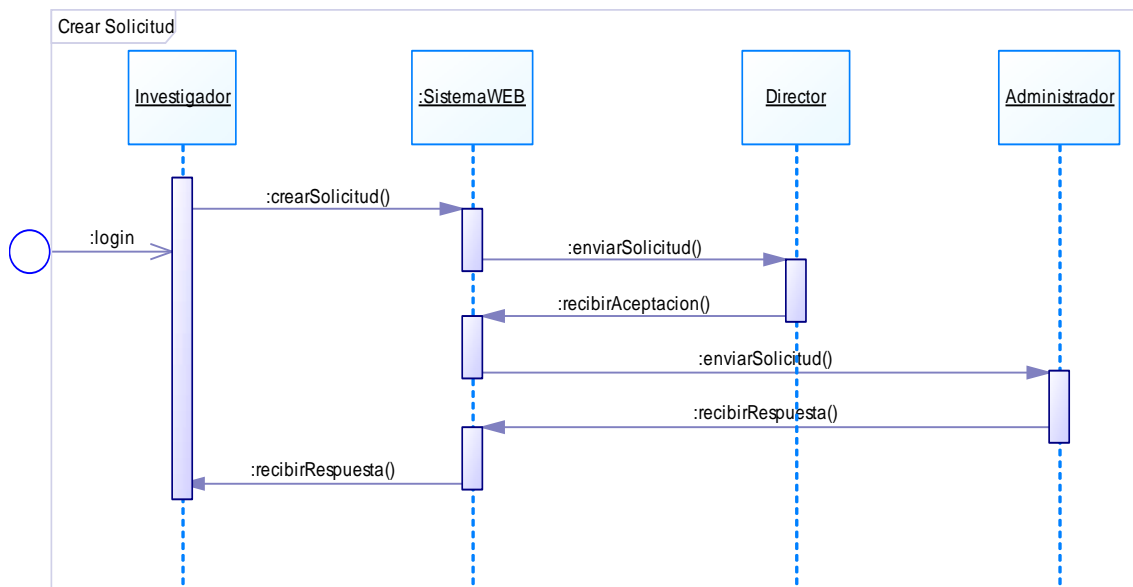 Crear Solicitud
Investigador
:SistemaWEB
Director
Administrador
:crearSolicitud()
:login
:enviarSolicitud()
:recibirAceptacion()
:enviarSolicitud()
:recibirRespuesta()
:recibirRespuesta()